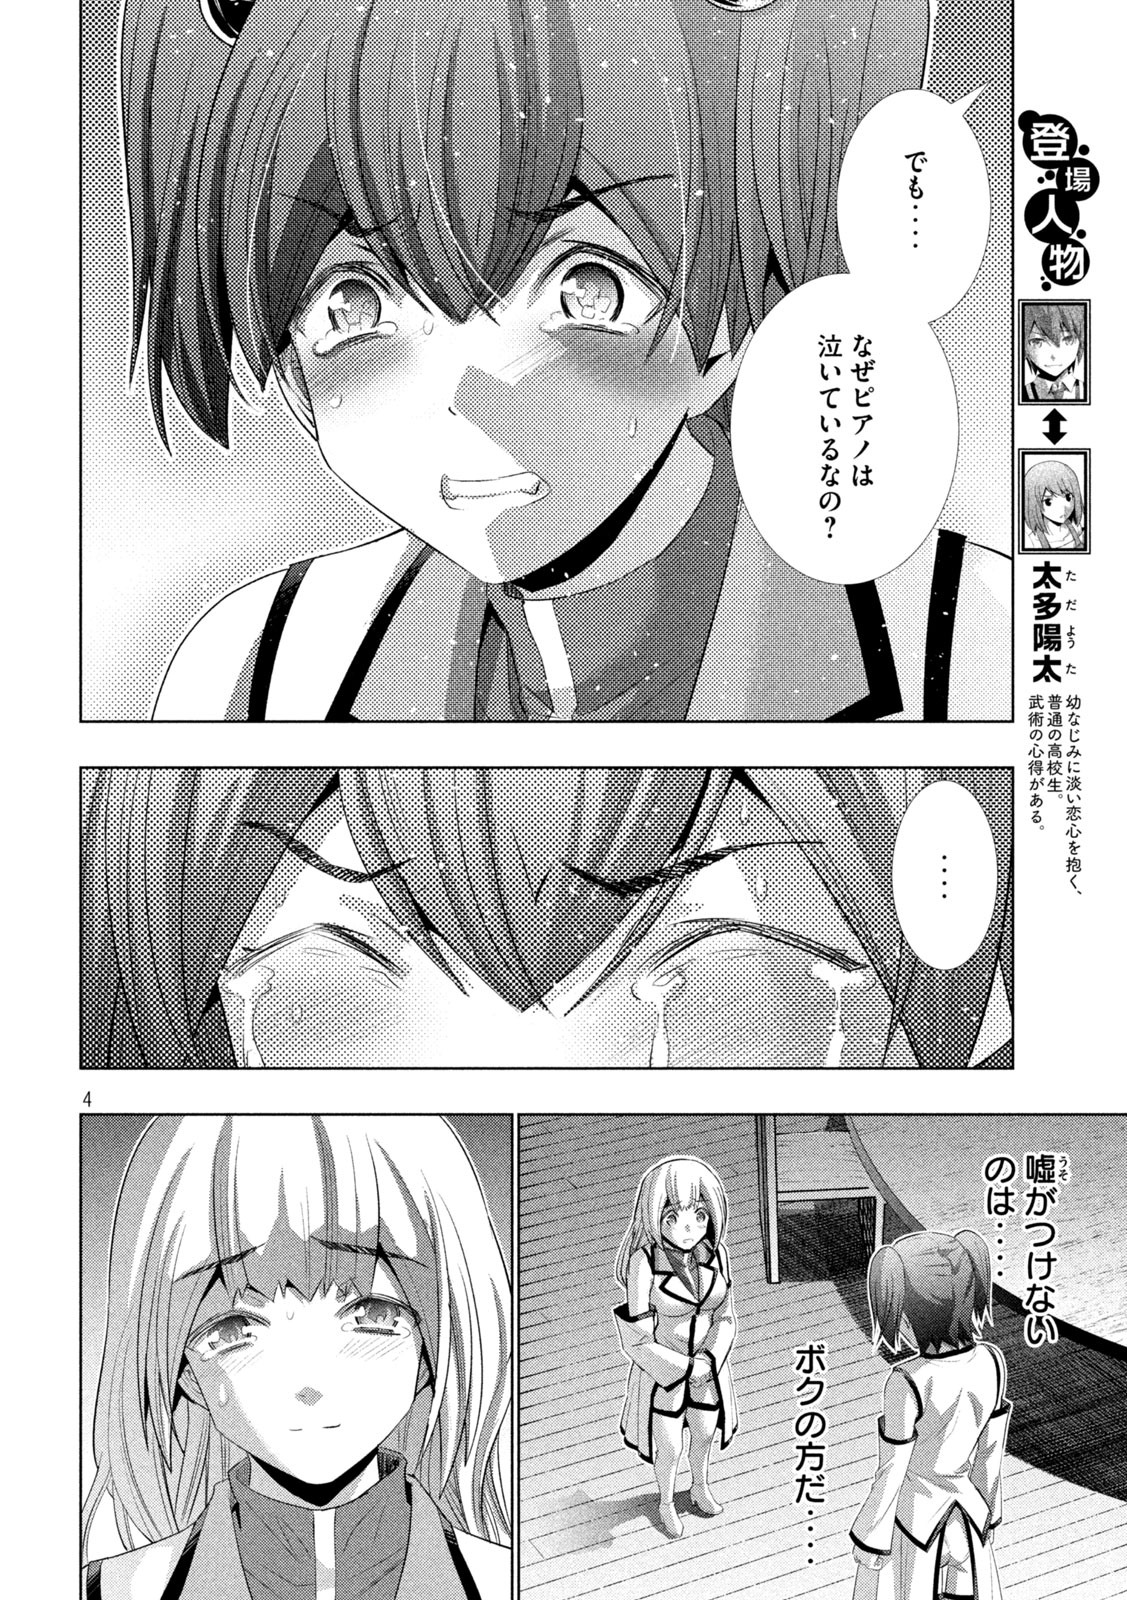 登場人物
太多陽太
ただようた
幼なじみに淡い恋心を抱く、
普通の高校生。
武術の心得がある。
でも‥‥
なぜピアノは
泣いているなの？
‥‥
4
嘘がつけない
うそ
のは‥‥
ボクの方だ‥‥